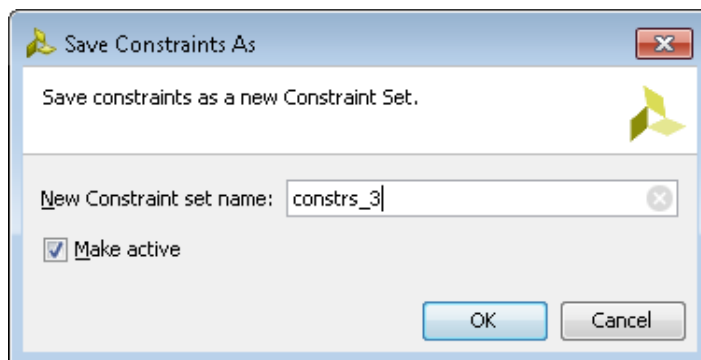 Save Constraints As
Save constraints as a new Constraint Set.
New Constraint set name: constrs_3
Make active
OK Cancel